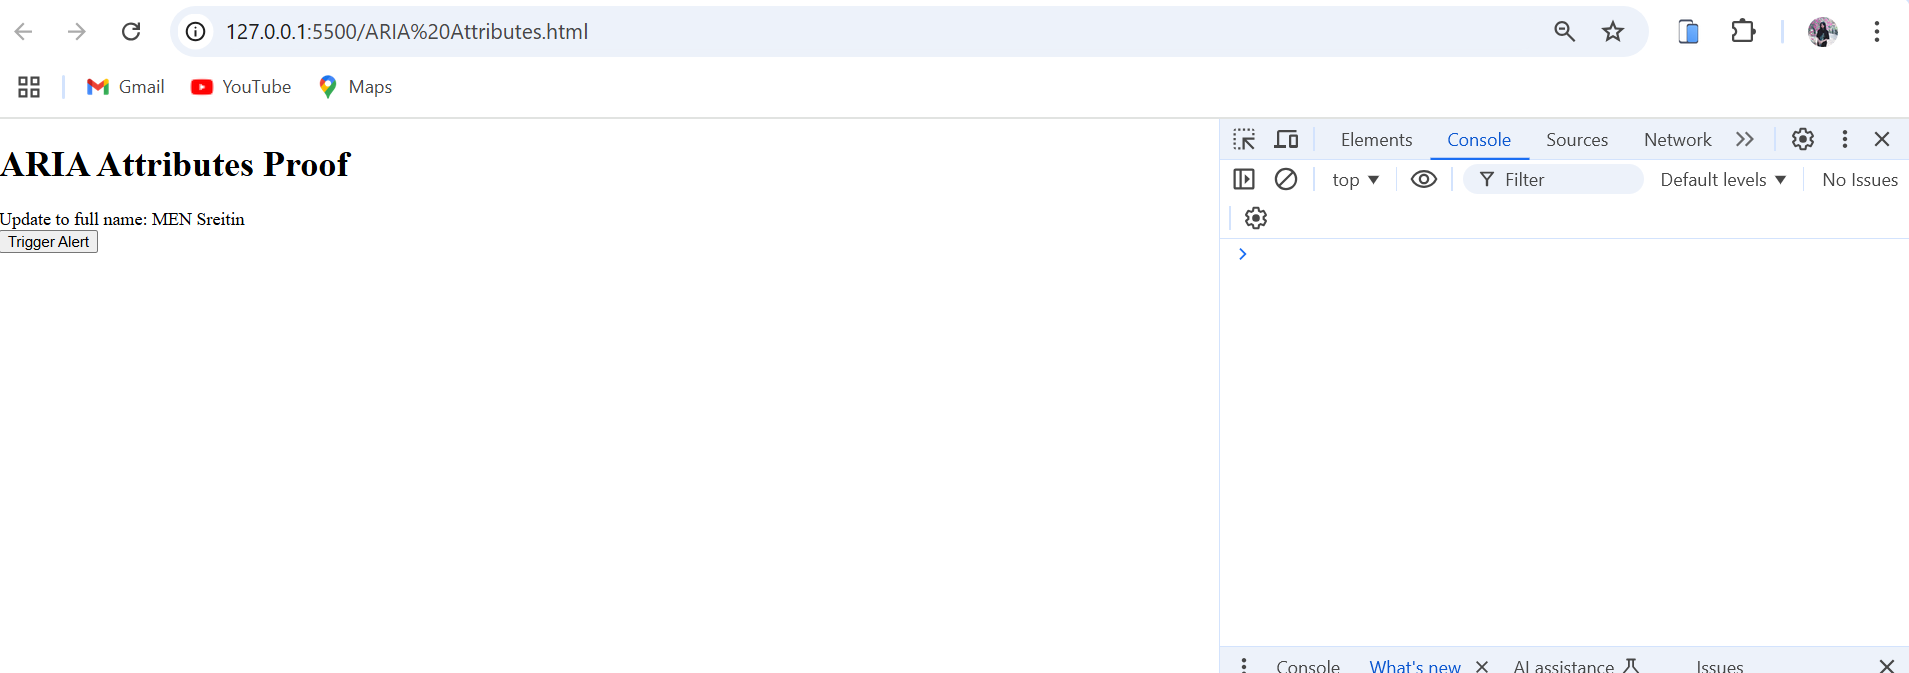 127.0.0.1:5500/ARIA%20Attributes.html
Gmail YouTube Maps
ARIA Attributes Proof
Update to full name: MEN Sreitin
Trigger Alert
Elements Console Sources Network
top Filter Default levels No Issues
Console What's new AI assistance Issues